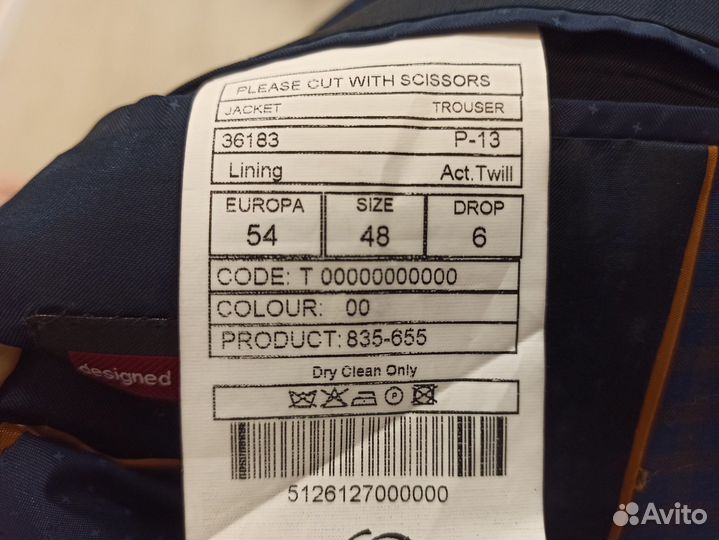 PLEASE CUT WITH SCISSORS
JACKET TROUSER
36183 P-13
Lining Act.Twill
EUROPA SIZE DROP
54 48 6
CODE: T 00000000000
COLOUR: 00
PRODUCT: 835-655
Dry Clean Only
P
5126127000000
designed
Avito